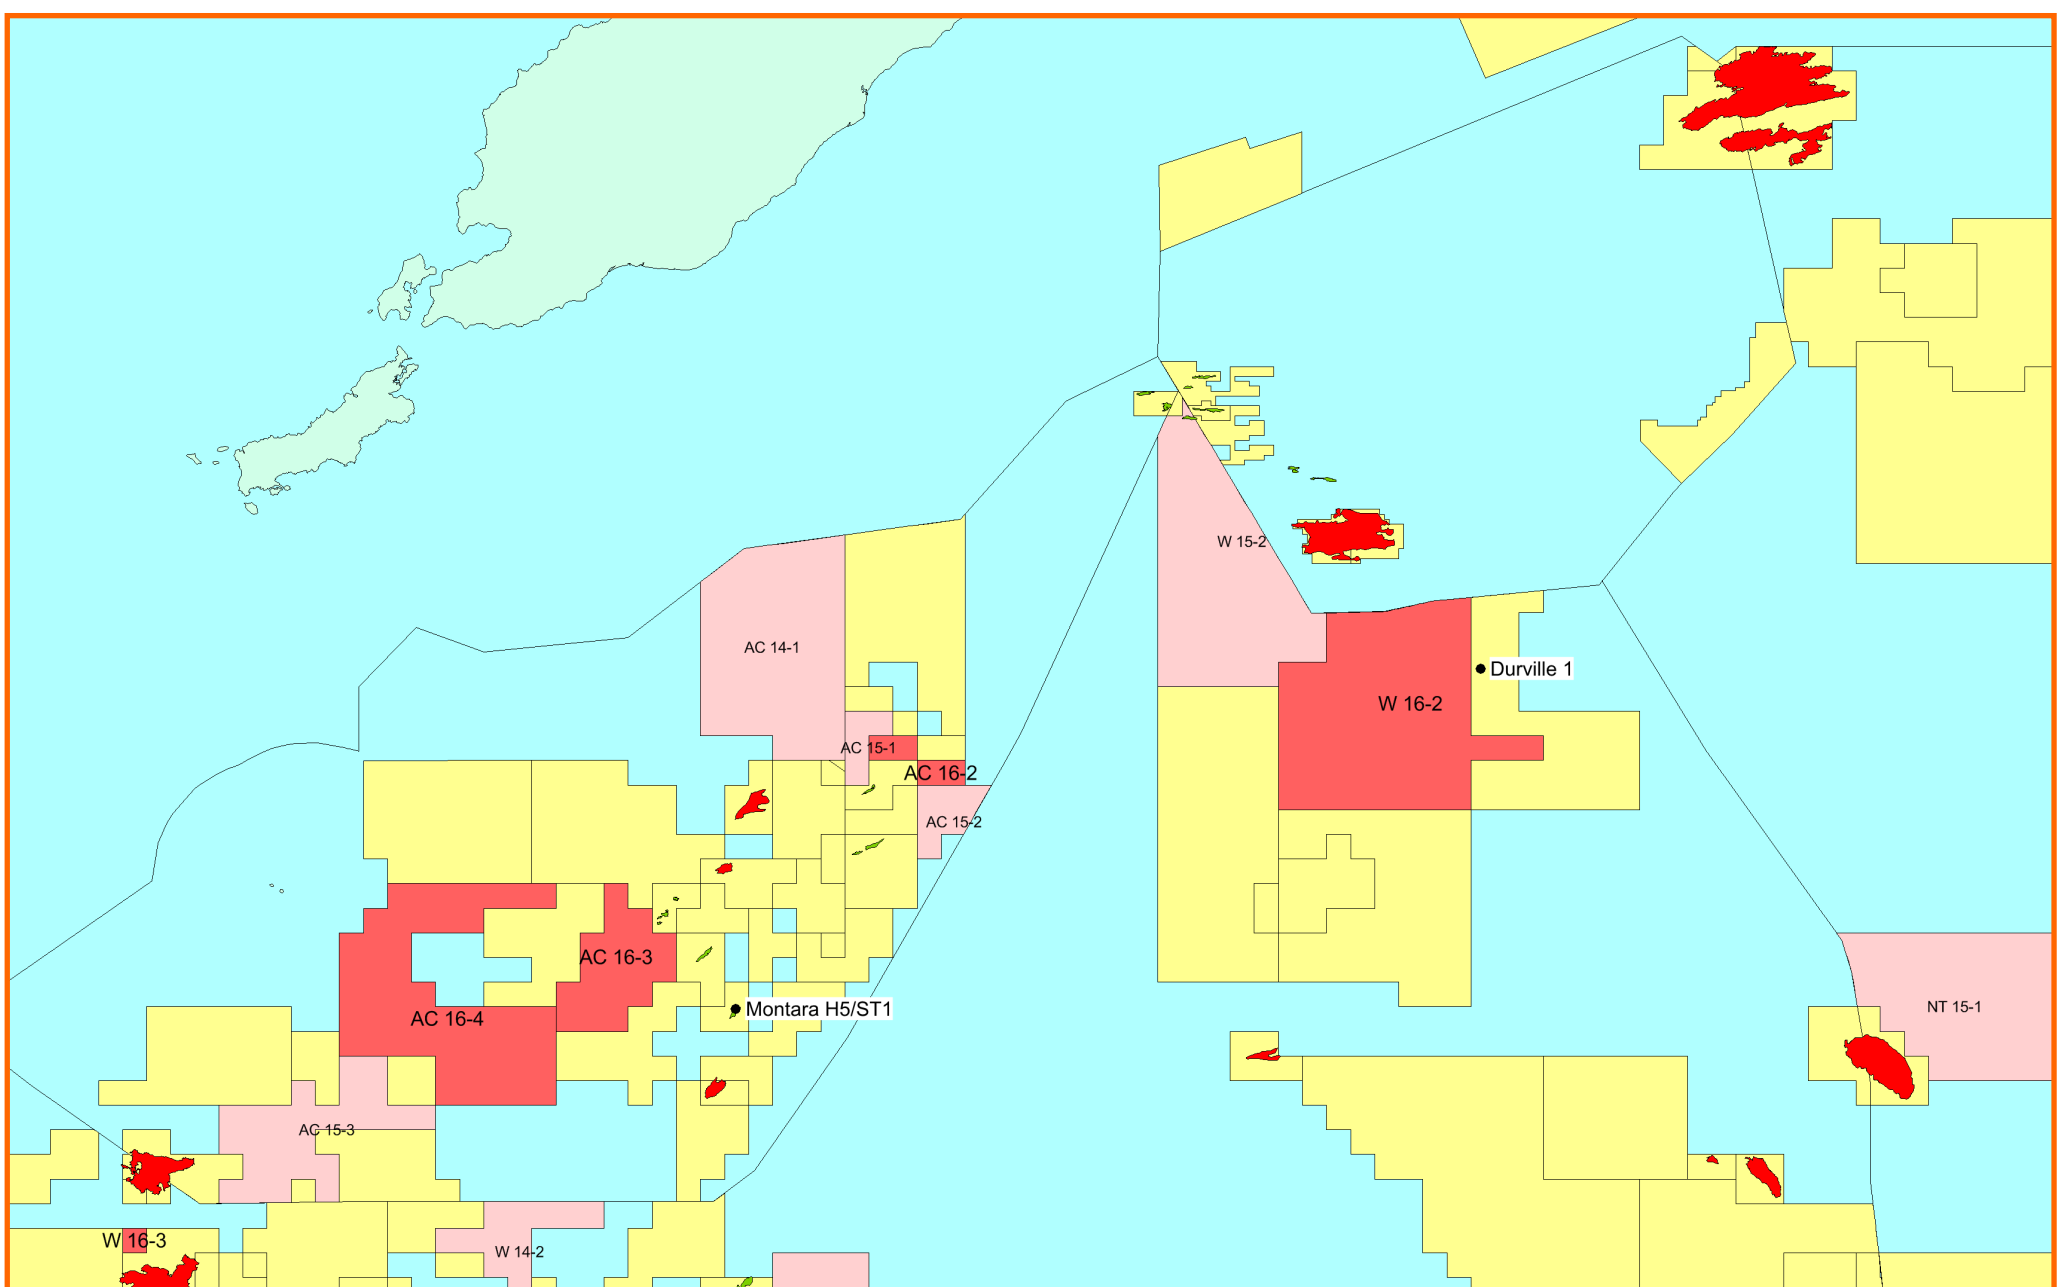 W 15-2
AC 14-1
Durville 1
W 16-2
AC 15-1
AC 16-2
AC 15-2
AC 16-3
Montara H5/ST1
NT 15-1
AC 16-4
AC 15-3
W 16-3
W 14-2